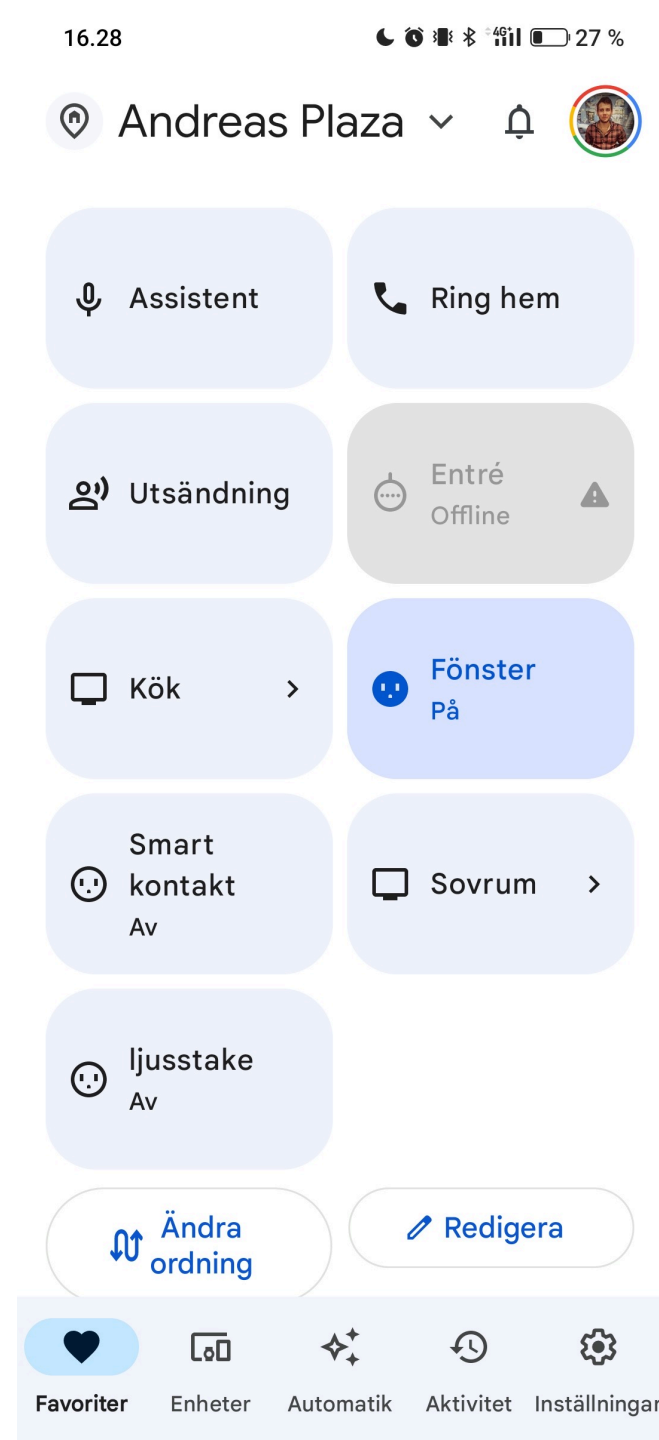 16.28
4G+
27 %
Andreas Plaza
Assistent
Ring hem
Utsändning
Entré
Offline
Kök
Fönster
På
Smart
kontakt
Av
Sovrum
ljusstake
Av
Ändra
ordning
Redigera
Favoriter
Enheter
Automatik
Aktivitet
Inställningar